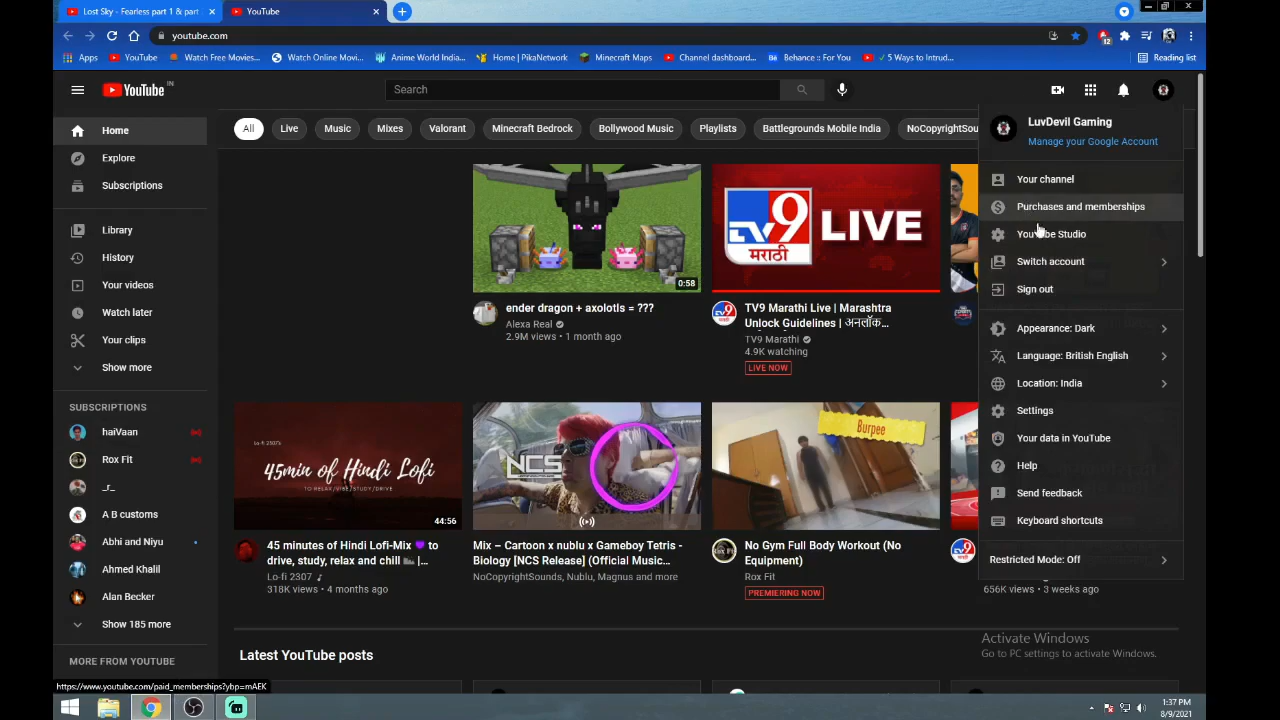 Lost Sky - Fearless part 1 & part
YouTube
youtube.com
12
Apps
YouTube
Watch Free Movies...
Watch Online Movi...
Anime World India...
Home | PikaNetwork
Minecraft Maps
Channel dashboard...
Behance :: For You
5 Ways to Intrud...
Reading list
YouTube IN
Search
All
Live
Music
Mixes
Valorant
Minecraft Bedrock
Bollywood Music
Playlists
Battlegrounds Mobile India
NoCopyrightSou
Home
Explore
Subscriptions
Library
History
Your videos
Watch later
Your clips
Show more
SUBSCRIPTIONS
haiVaan
Rox Fit
_r_
A B customs
Abhi and Niyu
Ahmed Khalil
Alan Becker
Show 185 more
MORE FROM YOUTUBE
0:58
ender dragon + axolotls = ???
Alexa Real
2.9M views • 1 month ago
TV9 LIVE
मराठी
TV9 Marathi Live | Marashtra
Unlock Guidelines | अनलॉक...
TV9 Marathi
4.9K watching
LIVE NOW
Lo-fi 2307
45min of Hindi Lofi
TO RELAX/VIBE/STUDY/DRIVE
44:56
45 minutes of Hindi Lofi-Mix 💜 to
drive, study, relax and chill 🛏 |...
Lo-fi 2307
318K views • 4 months ago
NCS
Mix – Cartoon x nublu x Gameboy Tetris -
Biology [NCS Release] (Official Music...
NoCopyrightSounds, Nublu, Magnus and more
Burpee
No Gym Full Body Workout (No
Equipment)
Rox Fit
PREMIERING NOW
656K views • 3 weeks ago
Latest YouTube posts
LuvDevil Gaming
Manage your Google Account
Your channel
Purchases and memberships
YouTube Studio
Switch account
Sign out
Appearance: Dark
Language: British English
Location: India
Settings
Your data in YouTube
Help
Send feedback
Keyboard shortcuts
Restricted Mode: Off
Activate Windows
Go to PC settings to activate Windows.
https://www.youtube.com/paid_memberships?ybp=mAEK
1:37 PM
8/9/2021